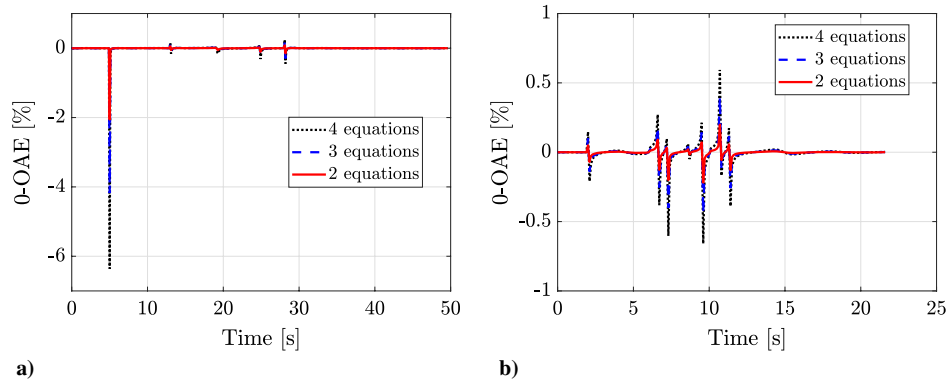 0
-2
-4
-6
0-OAE [%]
4 equations
3 equations
2 equations
0 10 20 30 40 50
Time [s]
a)
1
0.5
0
-0.5
-1
0-OAE [%]
4 equations
3 equations
2 equations
0 5 10 15 20 25
Time [s]
b)